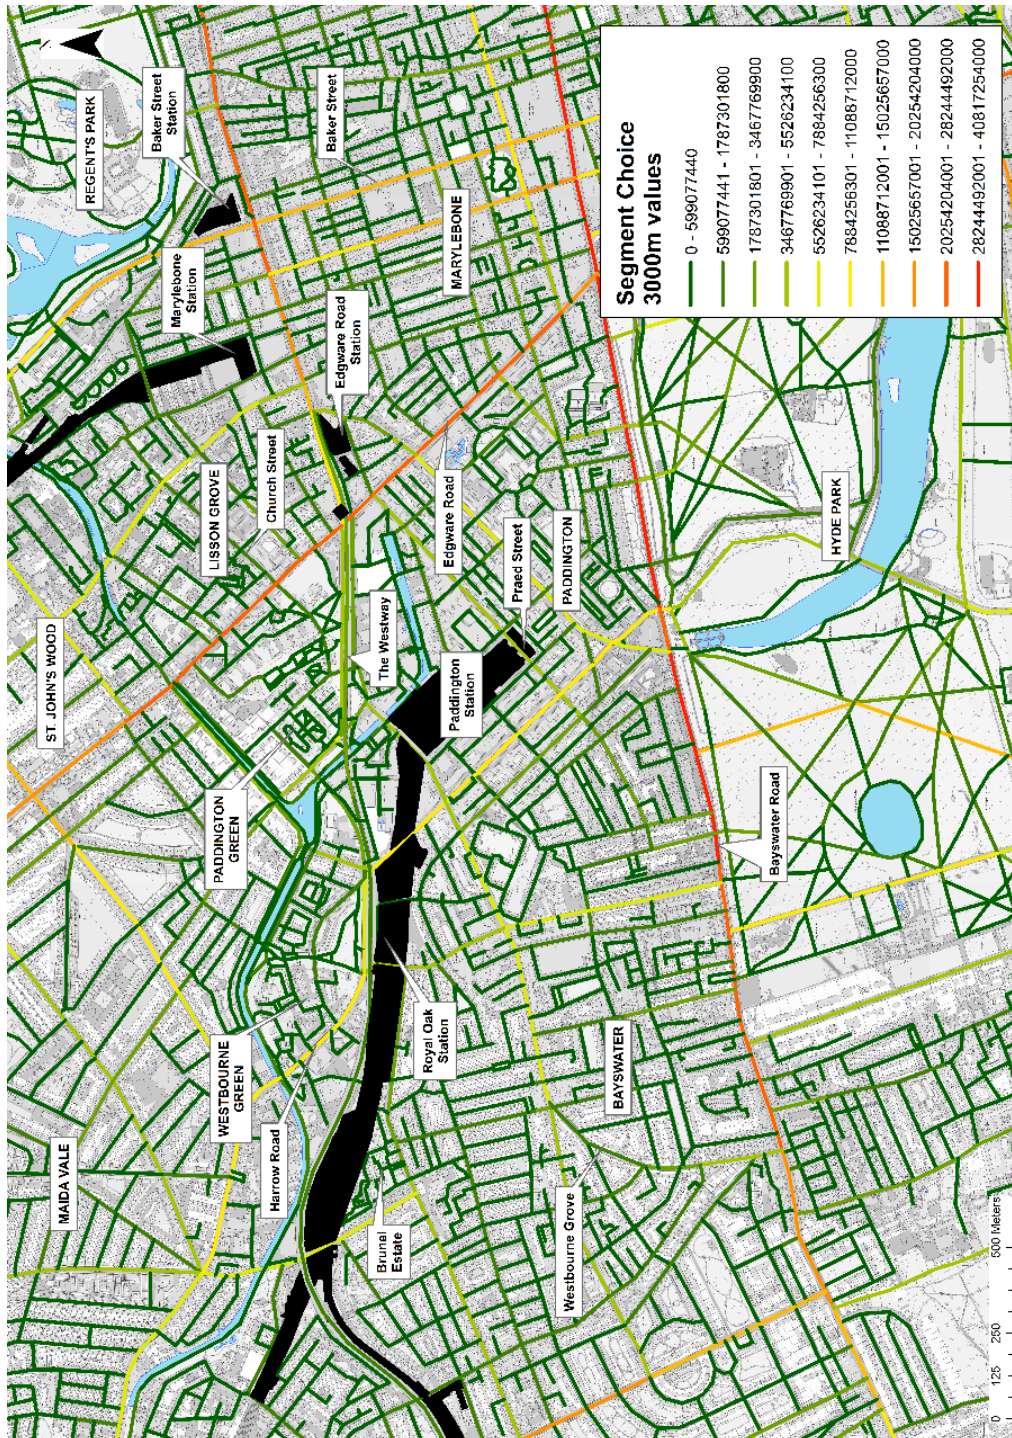 REGENT'S PARK
Baker Street
Station
Baker Street
Marylebone
Station
MARYLEBONE
Edgware Road
Station
LISSON GROVE
Church Street
Edgware Road
ST. JOHN'S WOOD
The Westway
Praed Street
PADDINGTON
HYDE PARK
Paddington
Station
PADDINGTON
GREEN
Bayswater Road
WESTBOURNE
GREEN
Royal Oak
Station
BAYSWATER
MAIDA VALE
Harrow Road
Brunel
Estate
Westbourne Grove
Segment Choice
3000m values
0 - 599077440
599077441 - 1787301800
1787301801 - 3467769900
3467769901 - 5526234100
5526234101 - 7884256300
7884256301 - 11088712000
11088712001 - 15025657000
15025657001 - 20254204000
20254204001 - 28244492000
28244492001 - 40817254000
0 125 250 500 Meters